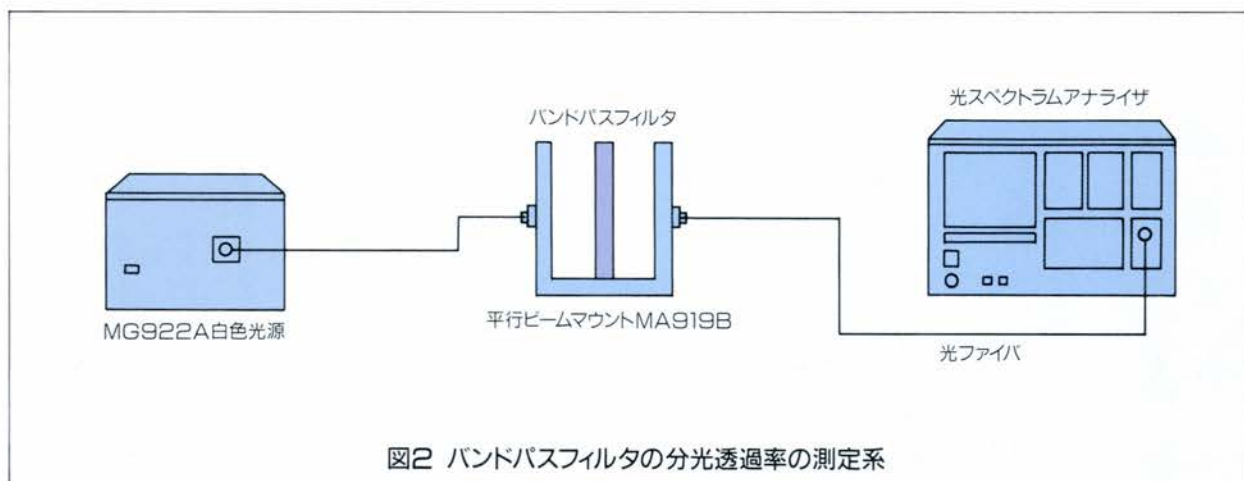 光スペクトラムアナライザ
バンドパスフィルタ
MG922A白色光源
平行ビームマウントMA919B
光ファイバ
図2 バンドパスフィルタの分光透過率の測定系